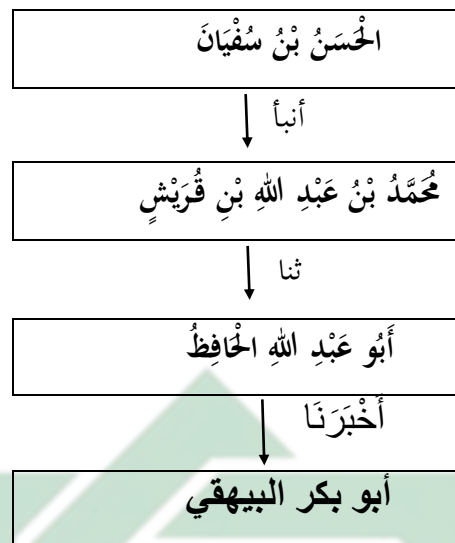 الْحَسَنُ بْنُ سُفْيَانَ
أنبأ
مُحَمَّدُ بْنُ عَبْدِ اللهِ بْنِ قُرَيْشٍ
ثنا
أَبُو عَبْدِ اللهِ الْحَافِظُ
أَخْبَرَنَا
أبو بكر البيهقي